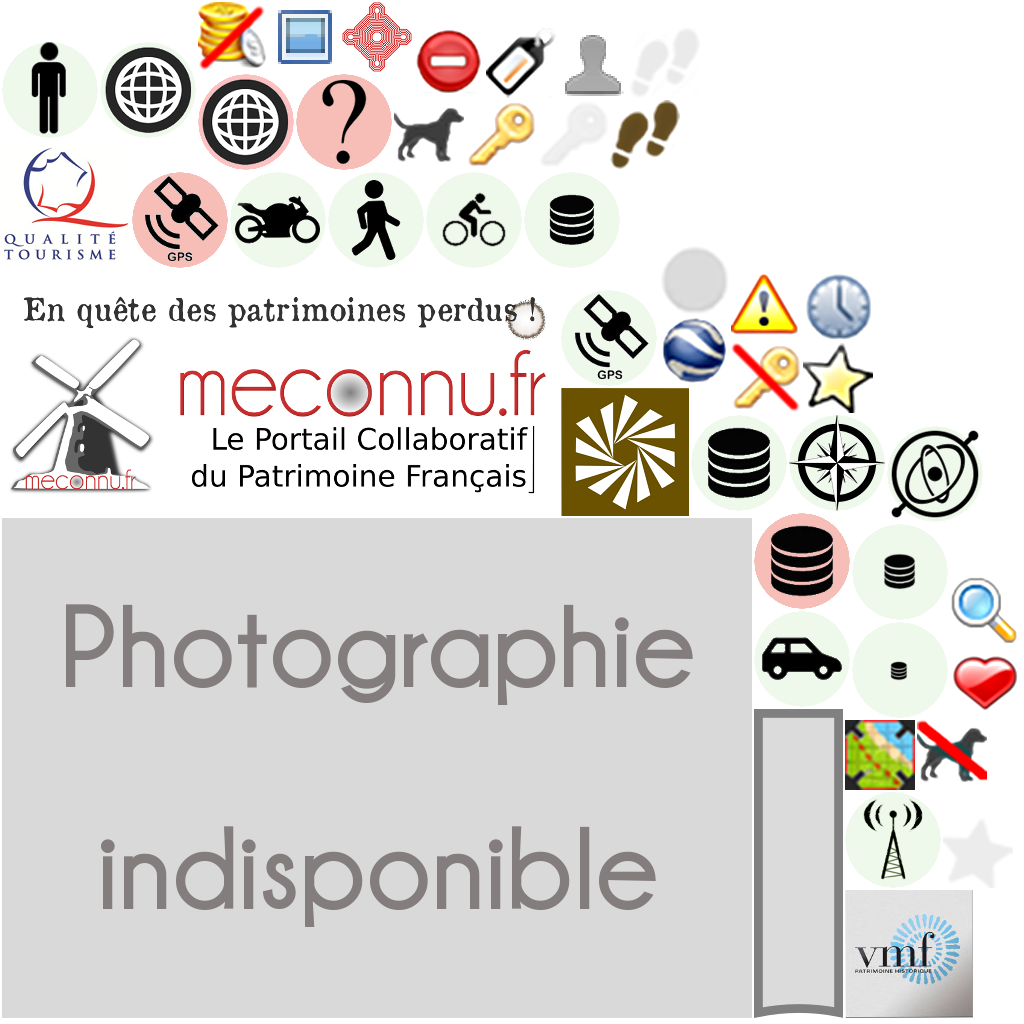 ?
QUALITÉ
TOURISME
GPS
En quête des patrimoines perdus !
GPS
meconnu.fr
Le Portail Collaboratif
du Patrimoine Français
meconnu.fr
Photographie
indisponible
vmf
PATRIMOINE HISTORIQUE